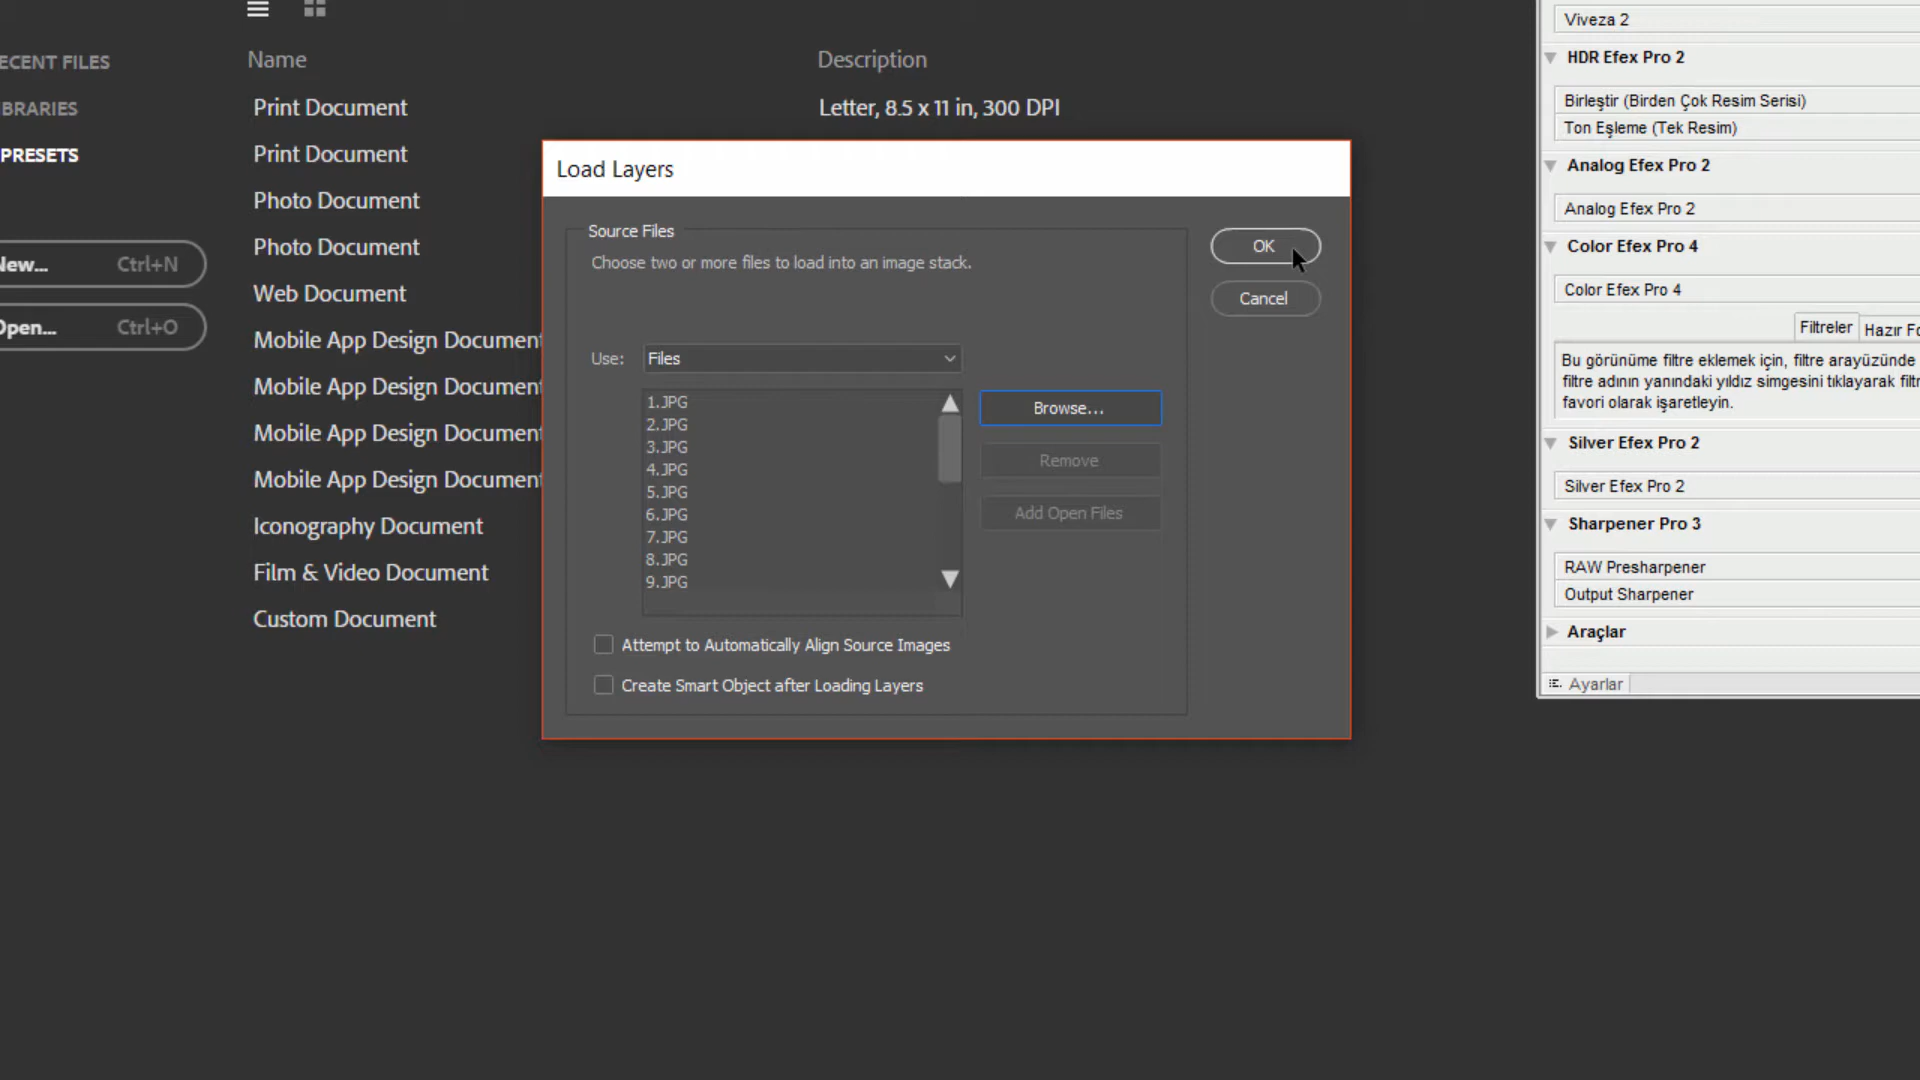 ECENT FILES
BRARIES
PRESETS
New... Ctrl+N
Open... Ctrl+O
Name Description
Print Document Letter, 8.5 x 11 in, 300 DPI
Print Document
Photo Document
Photo Document
Web Document
Mobile App Design Document
Mobile App Design Document
Mobile App Design Document
Mobile App Design Document
Iconography Document
Film & Video Document
Custom Document
Load Layers
Source Files
Choose two or more files to load into an image stack.
Use: Files
1.JPG
2.JPG
3.JPG
4.JPG
5.JPG
6.JPG
7.JPG
8.JPG
9.JPG
Browse...
Remove
Add Open Files
Attempt to Automatically Align Source Images
Create Smart Object after Loading Layers
OK
Cancel
Viveza 2
HDR Efex Pro 2
Birleştir (Birden Çok Resim Serisi)
Ton Eşleme (Tek Resim)
Analog Efex Pro 2
Analog Efex Pro 2
Color Efex Pro 4
Color Efex Pro 4
Filtreler Hazır Fo
Bu görünüme filtre eklemek için, filtre arayüzünde
filtre adının yanındaki yıldız simgesini tıklayarak filtr
favori olarak işaretleyin.
Silver Efex Pro 2
Silver Efex Pro 2
Sharpener Pro 3
RAW Presharpener
Output Sharpener
Araçlar
Ayarlar